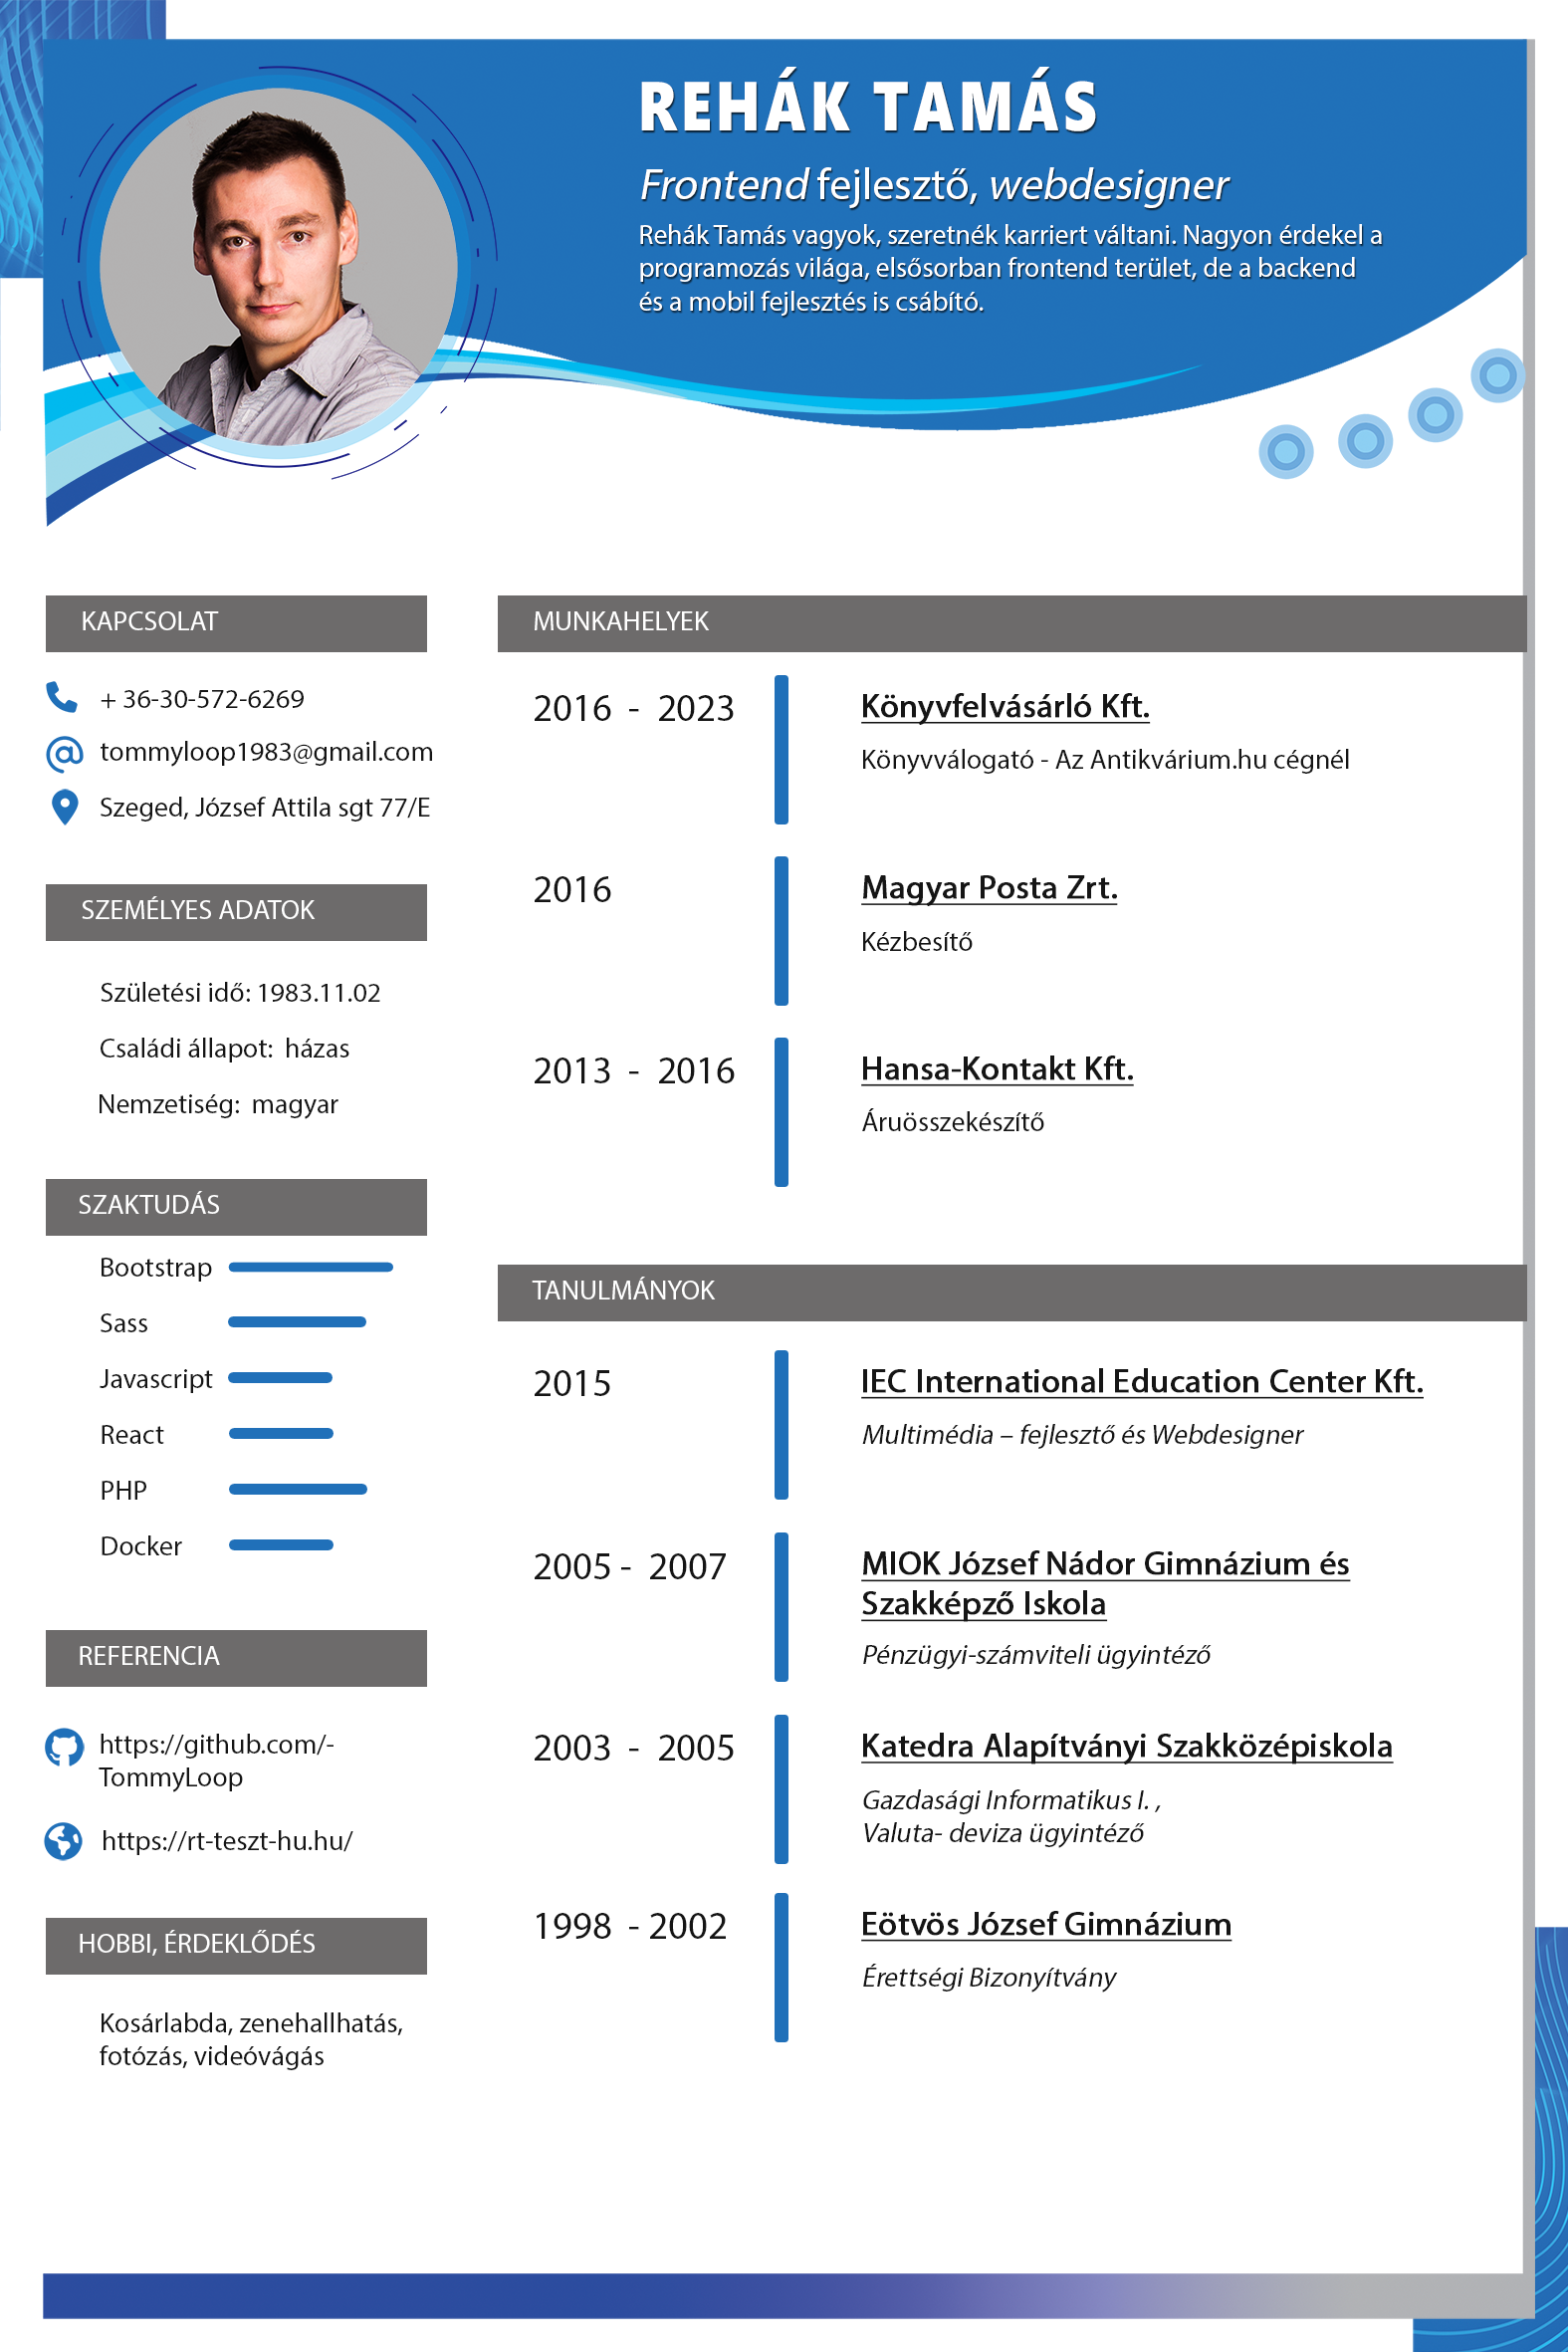 REHÁK TAMÁS
Frontend fejlesztő, webdesigner
Rehák Tamás vagyok, szeretnék karriert váltani. Nagyon érdekel a
programozás világa, elsősorban frontend terület, de a backend
és a mobil fejlesztés is csábító.
KAPCSOLAT
+ 36-30-572-6269
tommyloop1983@gmail.com
Szeged, József Attila sgt 77/E
SZEMÉLYES ADATOK
Születési idő: 1983.11.02
Családi állapot: házas
Nemzetiség: magyar
SZAKTUDÁS
Bootstrap
Sass
Javascript
React
PHP
Docker
REFERENCIA
https://github.com/-
TommyLoop
https://rt-teszt-hu.hu/
HOBBI, ÉRDEKLŐDÉS
Kosárlabda, zenehallhatás,
fotózás, videóvágás
MUNKAHELYEK
2016 - 2023
Könyvfelvásárló Kft.
Könyvválogató - Az Antikvárium.hu cégnél
2016
Magyar Posta Zrt.
Kézbesítő
2013 - 2016
Hansa-Kontakt Kft.
Áruösszekészítő
TANULMÁNYOK
2015
IEC International Education Center Kft.
Multimédia – fejlesztő és Webdesigner
2005 - 2007
MIOK József Nádor Gimnázium és
Szakképző Iskola
Pénzügyi-számviteli ügyintéző
2003 - 2005
Katedra Alapítványi Szakközépiskola
Gazdasági Informatikus I. ,
Valuta- deviza ügyintéző
1998 - 2002
Eötvös József Gimnázium
Érettségi Bizonyítvány